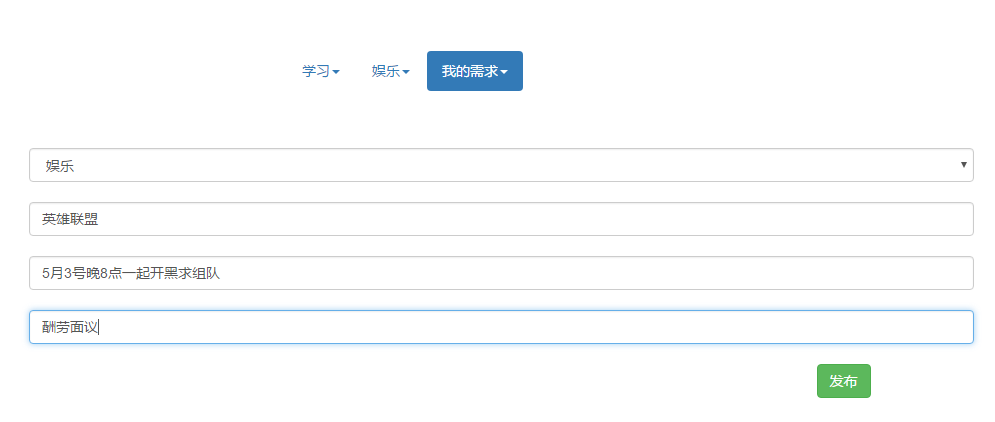 学习 娱乐 我的需求
娱乐
英雄联盟
5月3号晚8点一起开黑求组队
酬劳面议
发布